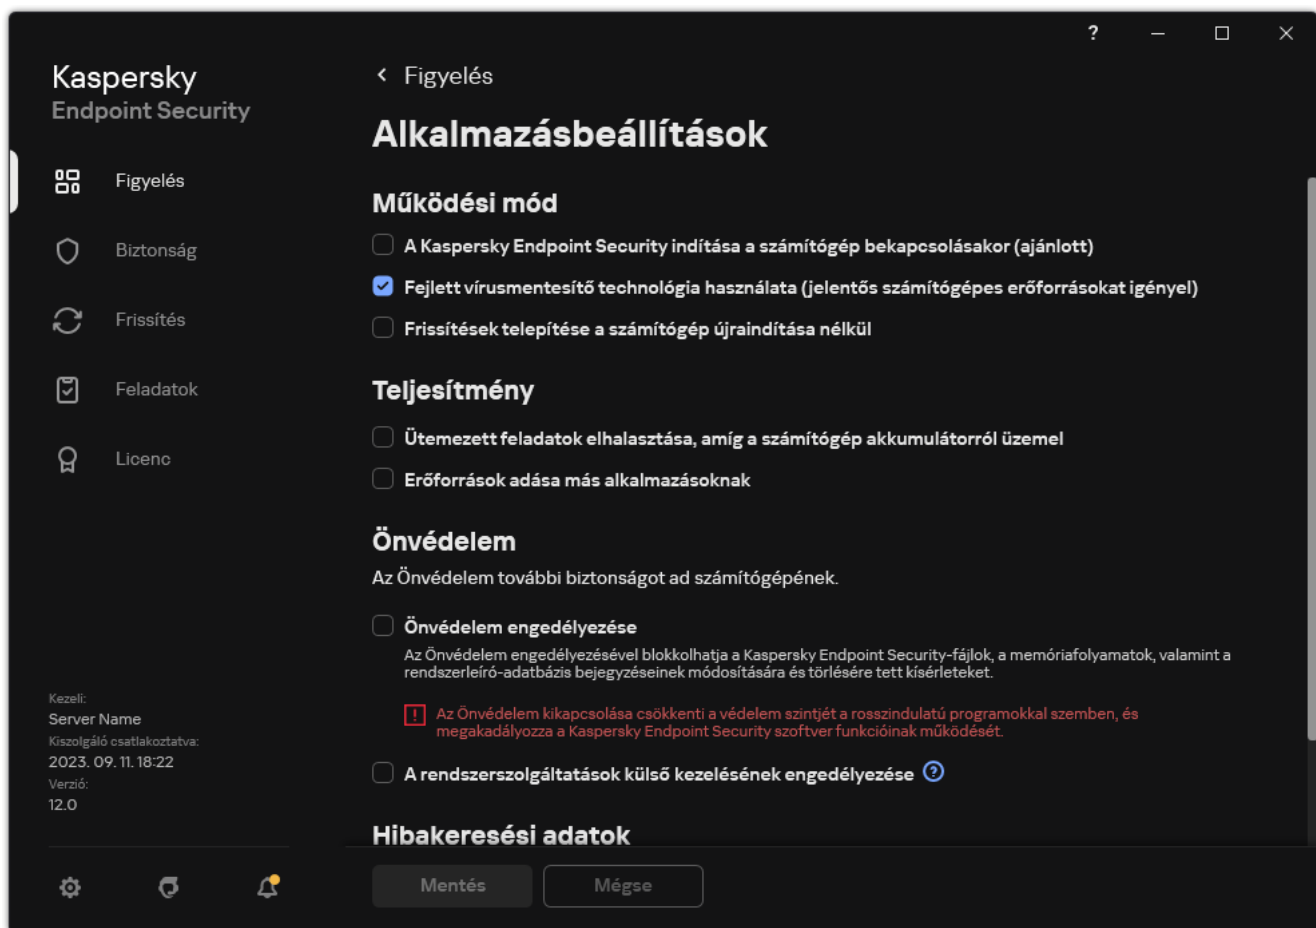 ?
Kaspersky
Endpoint Security
Figyelés
Biztonság
Frissítés
Feladatok
Licenc
Kezeli:
Server Name
Kiszolgáló csatlakoztatva:
2023. 09. 11. 18:22
Verzió:
12.0
Figyelés
Alkalmazásbeállítások
Működési mód
A Kaspersky Endpoint Security indítása a számítógép bekapcsolásakor (ajánlott)
Fejlett vírusmentesítő technológia használata (jelentős számítógépes erőforrásokat igényel)
Frissítések telepítése a számítógép újraindítása nélkül
Teljesítmény
Ütemezett feladatok elhalasztása, amíg a számítógép akkumulátorról üzemel
Erőforrások adása más alkalmazásoknak
Önvédelem
Az Önvédelem további biztonságot ad számítógépének.
Önvédelem engedélyezése
Az Önvédelem engedélyezésével blokkolhatja a Kaspersky Endpoint Security-fájlok, a memóriafolyamatok, valamint a
rendszerleíró-adatbázis bejegyzéseinek módosítására és törlésére tett kísérleteket.
! Az Önvédelem kikapcsolása csökkenti a védelem szintjét a rosszindulatú programokkal szemben, és
megakadályozza a Kaspersky Endpoint Security szoftver funkcióinak működését.
A rendszerszolgáltatások külső kezelésének engedélyezése ?
Hibakeresési adatok
Mentés
Mégse